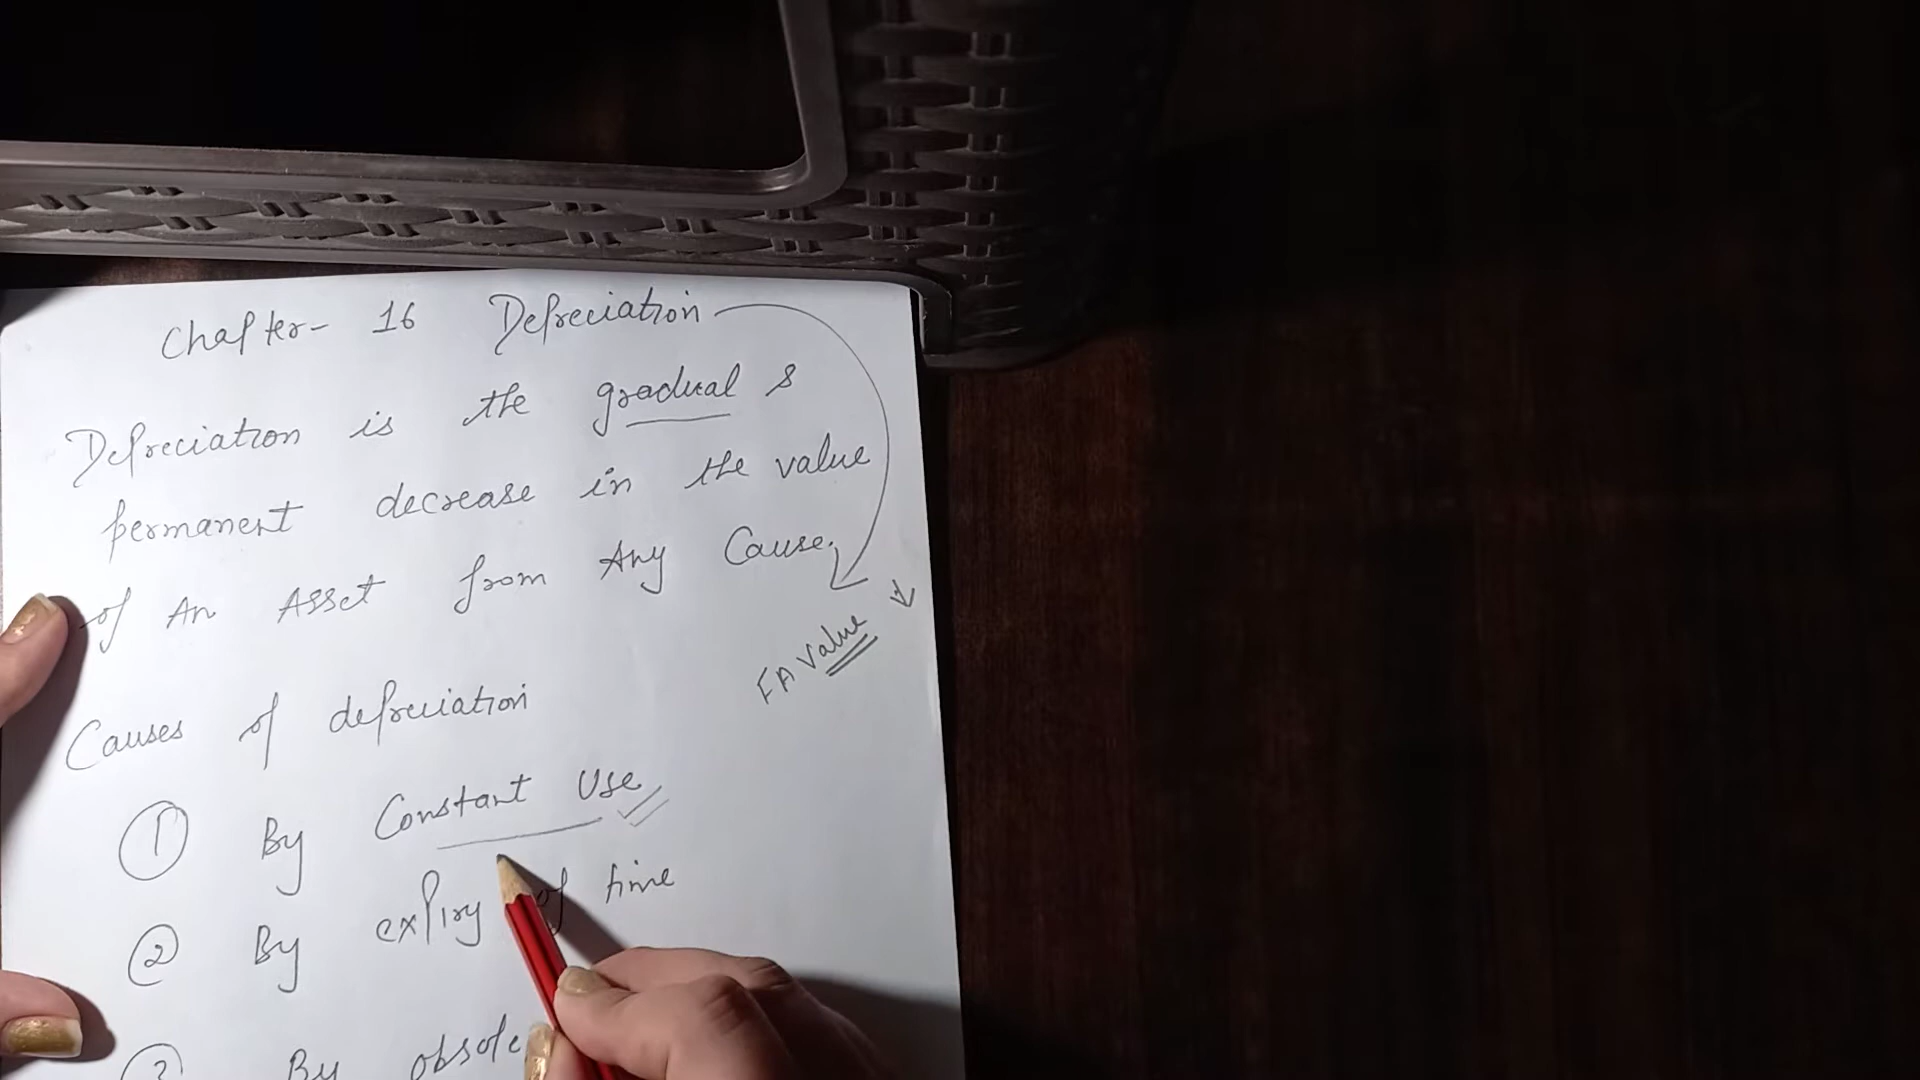 Chapter- 16 Depreciation
Depreciation is the gradual &
permanent decrease in the value
of An Asset from Any Cause.
↓
FA value
Causes of depreciation
① By Constant Use
② By expiry of time
③ By obsole